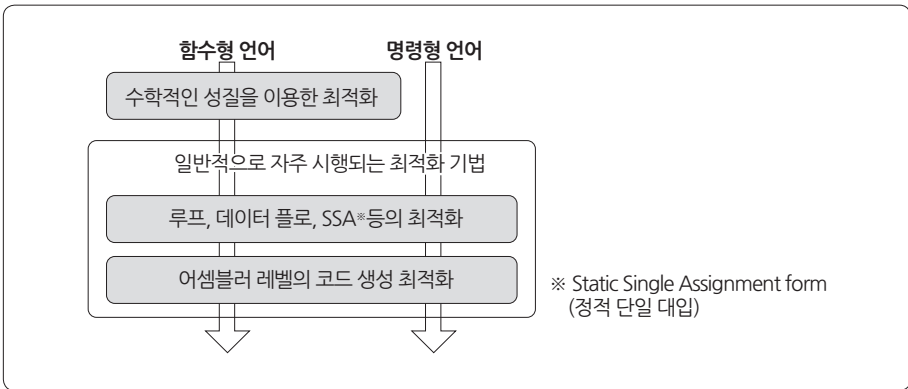 함수형 언어
명령형 언어
수학적인 성질을 이용한 최적화
일반적으로 자주 시행되는 최적화 기법
루프, 데이터 플로, SSA※등의 최적화
어셈블러 레벨의 코드 생성 최적화
※ Static Single Assignment form
(정적 단일 대입)